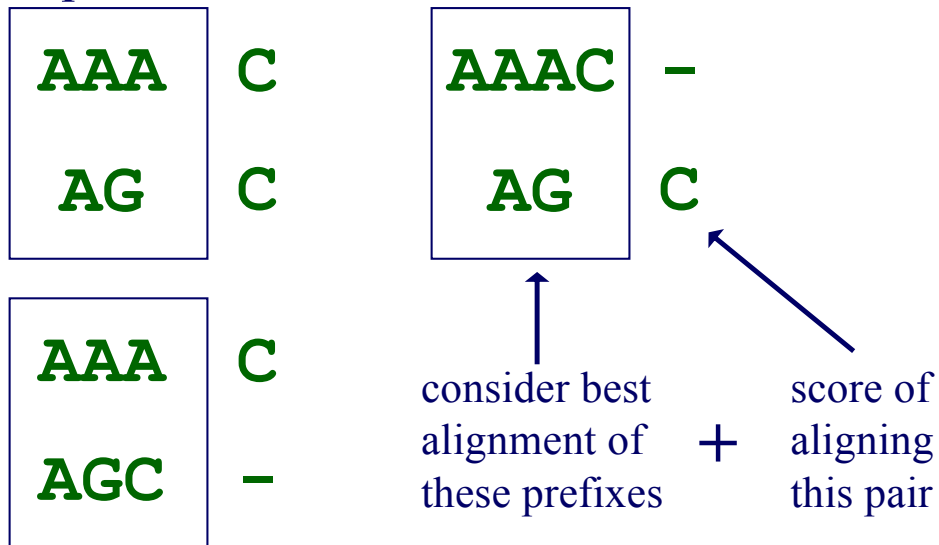 AAA C
AG C
AAAC -
AG C
AAA C
AGC -
consider best
alignment of
these prefixes
+
score of
aligning
this pair